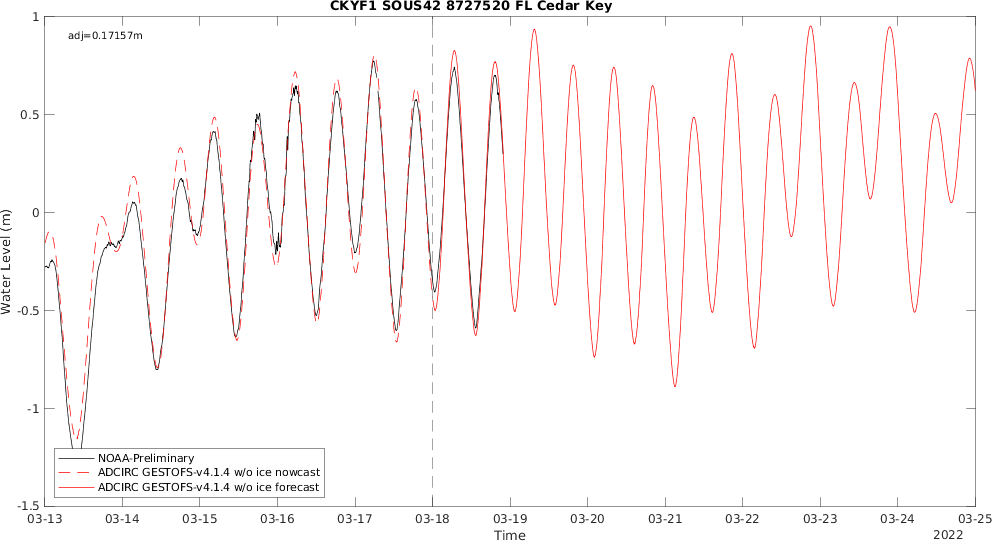 CKYF1 SOUS42 8727520 FL Cedar Key
adj=0.17157m
1
0.5
0
-0.5
-1
-1.5
Water Level (m)
NOAA-Preliminary
ADCIRC GESTOFS-v4.1.4 w/o ice nowcast
ADCIRC GESTOFS-v4.1.4 w/o ice forecast
03-13 03-14 03-15 03-16 03-17 03-18 03-19 03-20 03-21 03-22 03-23 03-24 03-25
Time
2022